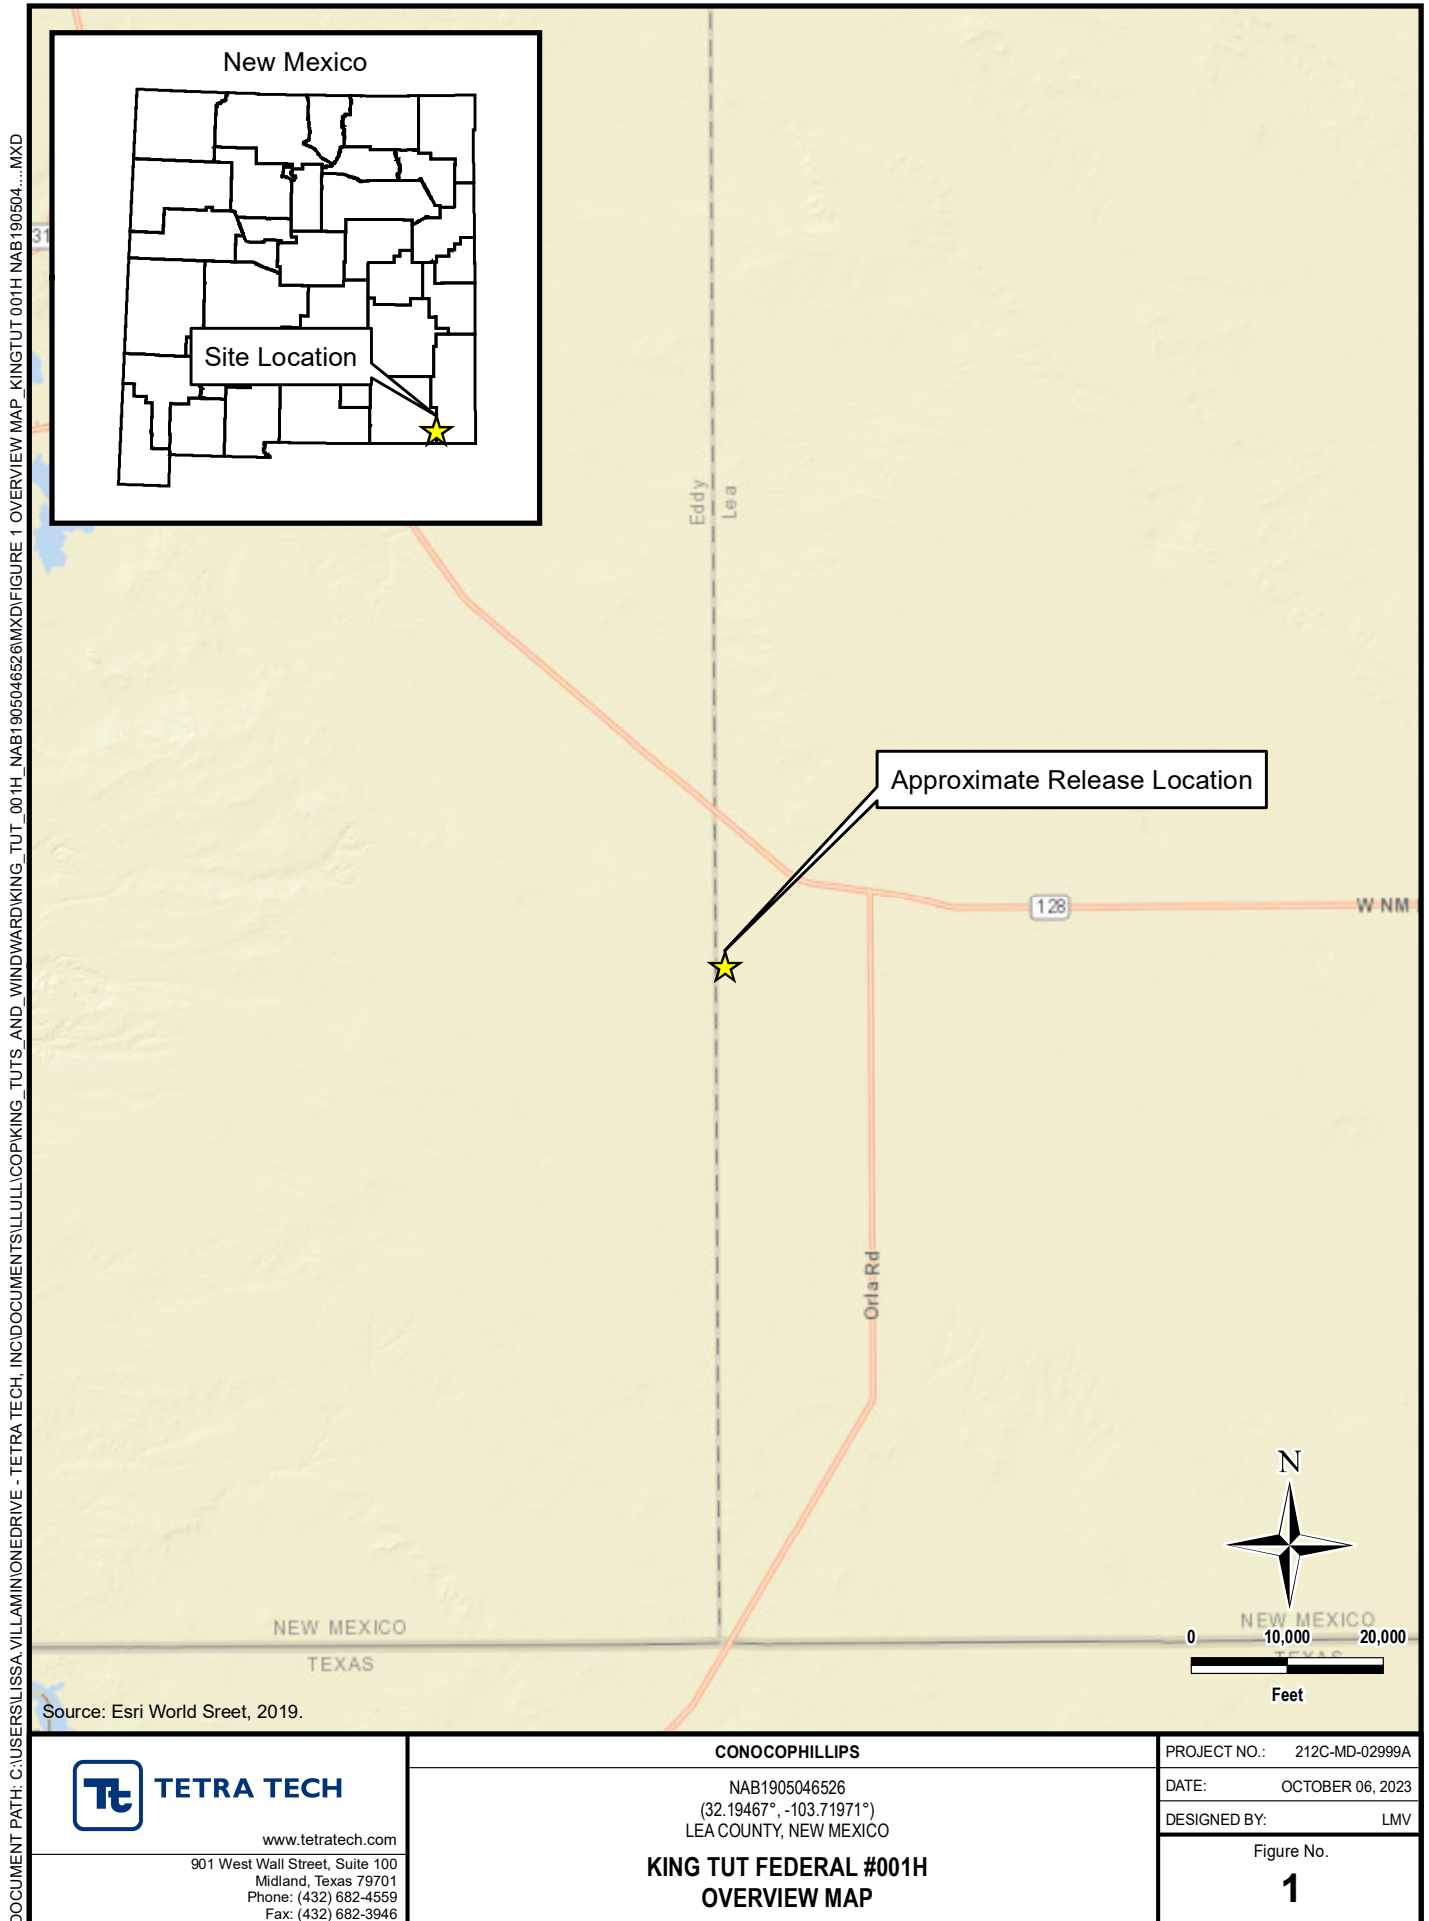 DOCUMENT PATH: C:\USERS\LISSA.VILLAMIN\ONEDRIVE - TETRA TECH, INC\DOCUMENTS\LLULL\COP\KING_TUTS_AND_WINDWARD\KING_TUT_001H_NAB1905046526\MXD\FIGURE 1 OVERVIEW MAP_KINGTUT 001H NAB190504....MXD
New Mexico
Site Location
31
Eddy
Lea
Approximate Release Location
128
W NM
Orla Rd
N
NEW MEXICO
TEXAS
NEW MEXICO
TEXAS
0 10,000 20,000
Feet
Source: Esri World Sreet, 2019.
Tt TETRA TECH
www.tetratech.com
901 West Wall Street, Suite 100
Midland, Texas 79701
Phone: (432) 682-4559
Fax: (432) 682-3946
CONOCOPHILLIPS
NAB1905046526
(32.19467°, -103.71971°)
LEA COUNTY, NEW MEXICO
KING TUT FEDERAL #001H
OVERVIEW MAP
PROJECT NO.: 212C-MD-02999A
DATE: OCTOBER 06, 2023
DESIGNED BY: LMV
Figure No.
1